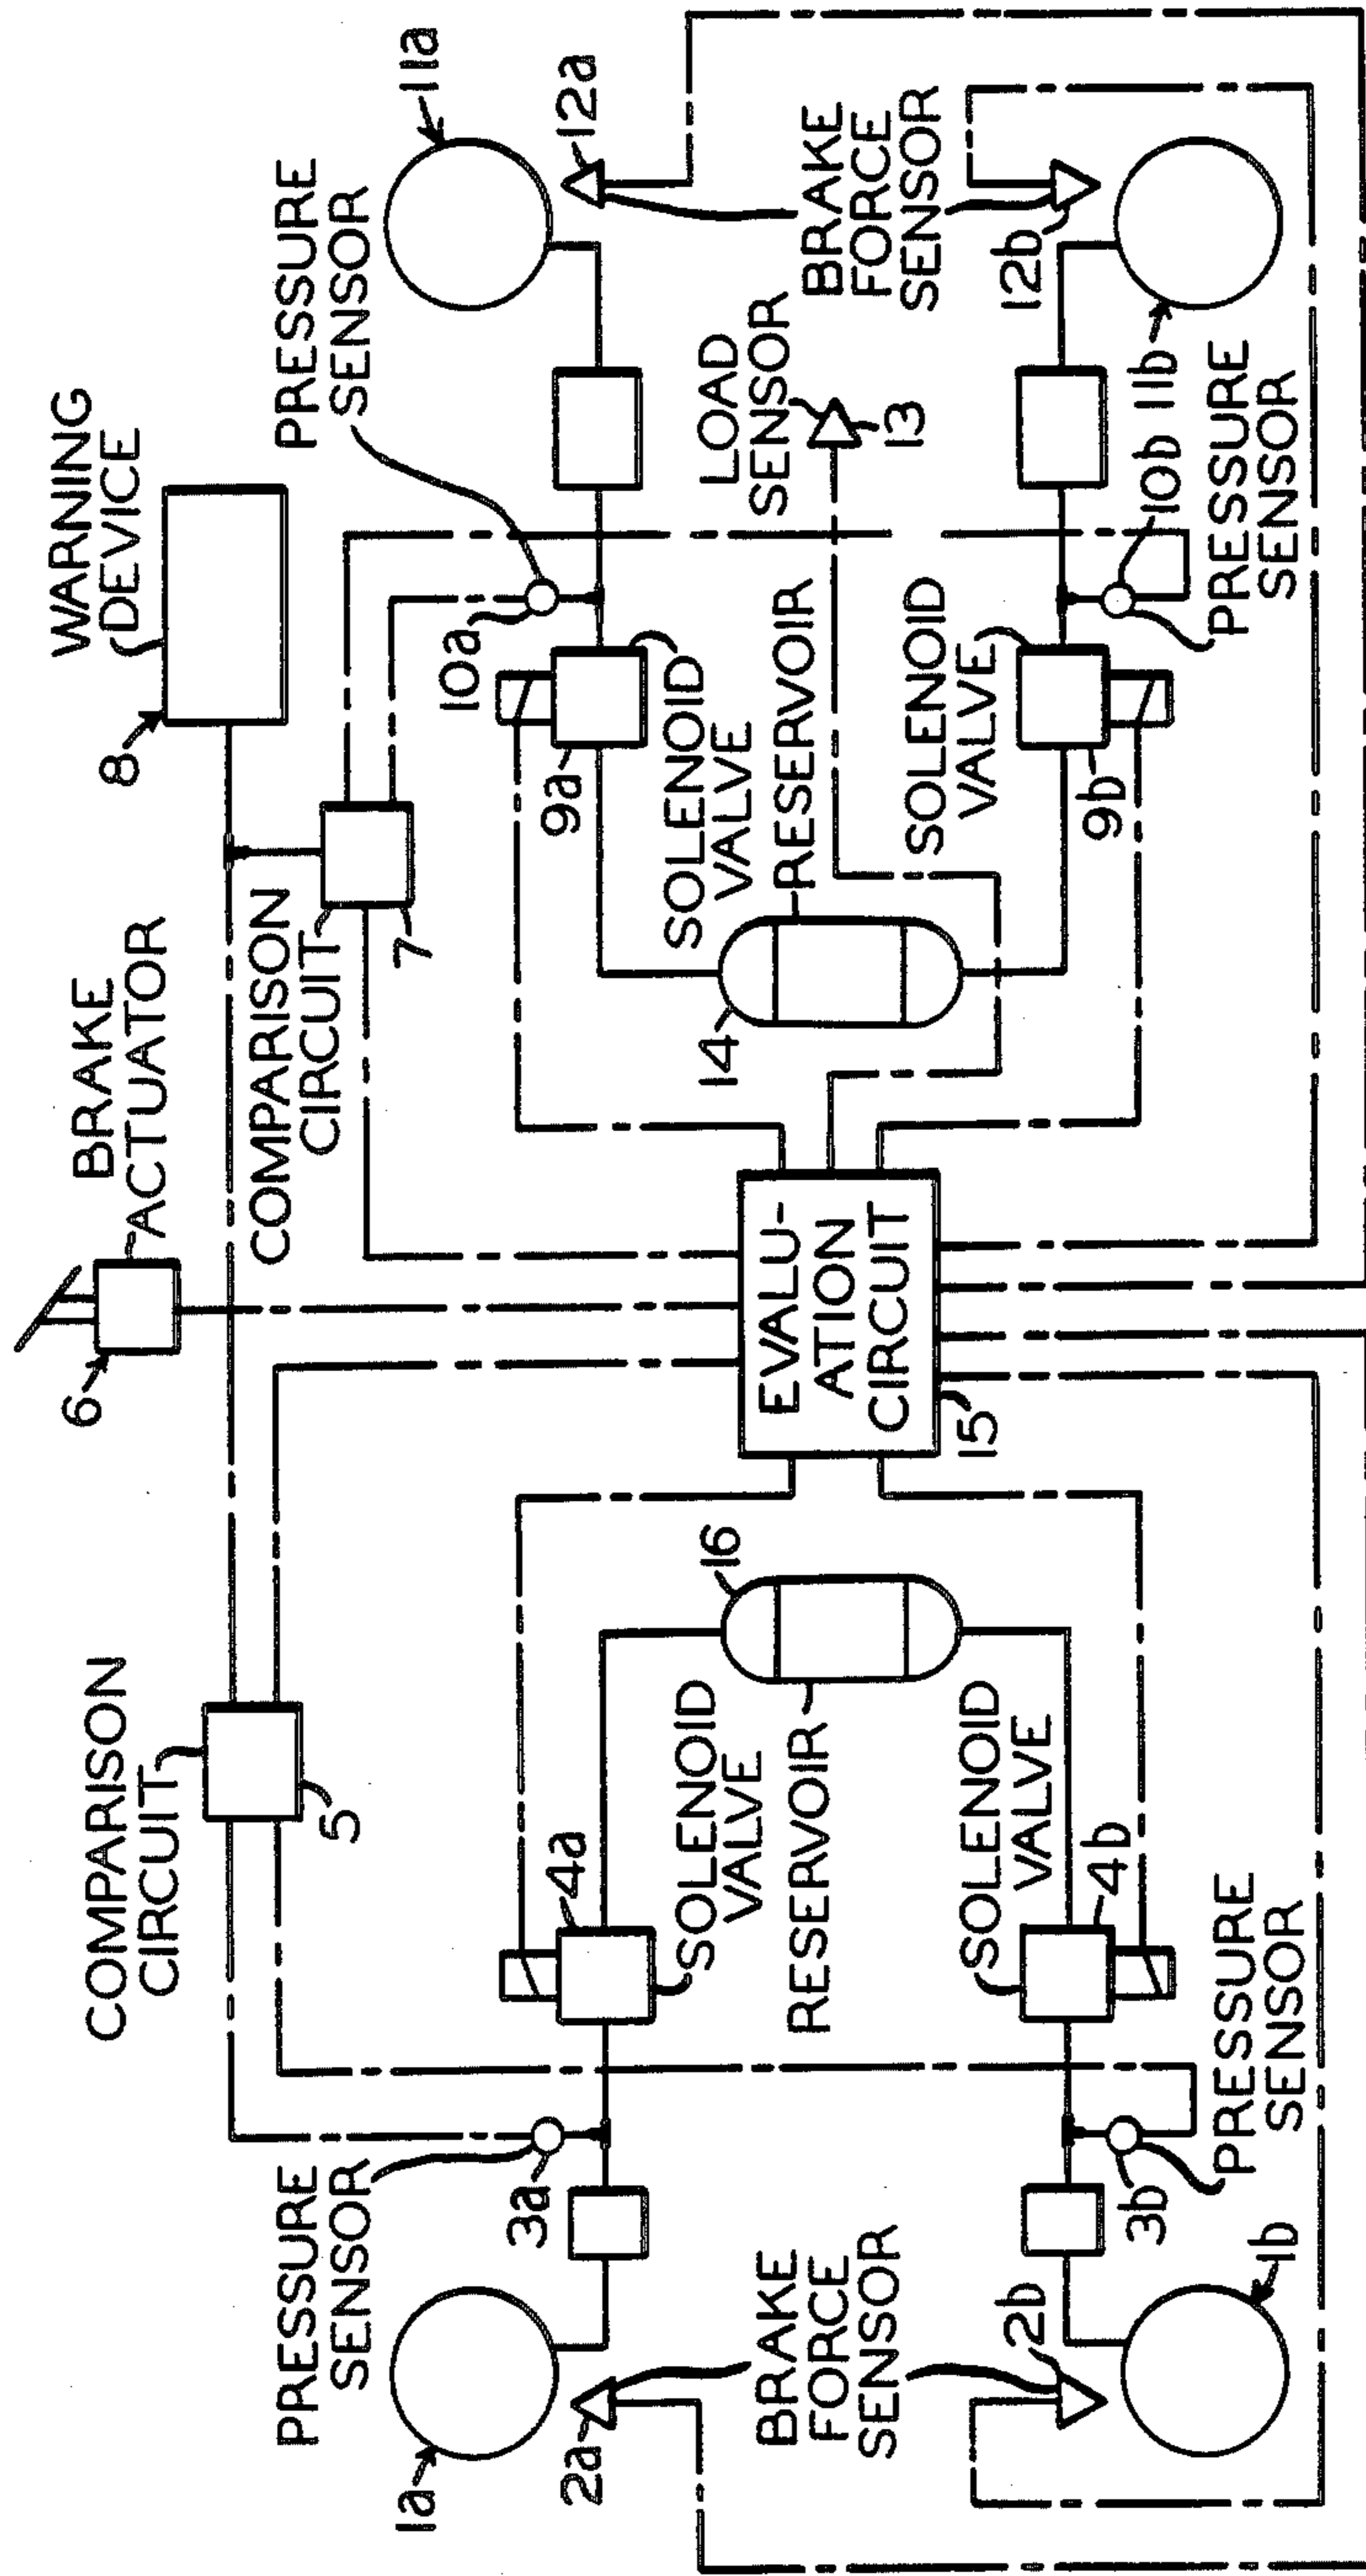 6
BRAKE
ACTUATOR
8
WARNING
DEVICE
COMPARISON
CIRCUIT
5
COMPARISON
CIRCUIT
7
PRESSURE
SENSOR
1a
PRESSURE
SENSOR
3a
4a
10a
11a
2a
SOLENOID
VALVE
16
9a
SOLENOID
VALVE
12a
BRAKE
FORCE
SENSOR
RESERVOIR
EVALU-
ATION
CIRCUIT
15
14
RESERVOIR
LOAD
SENSOR
13
BRAKE
FORCE
SENSOR
2b
SOLENOID
VALVE
4b
SOLENOID
VALVE
9b
12b
3b
10b
11b
1b
PRESSURE
SENSOR
PRESSURE
SENSOR